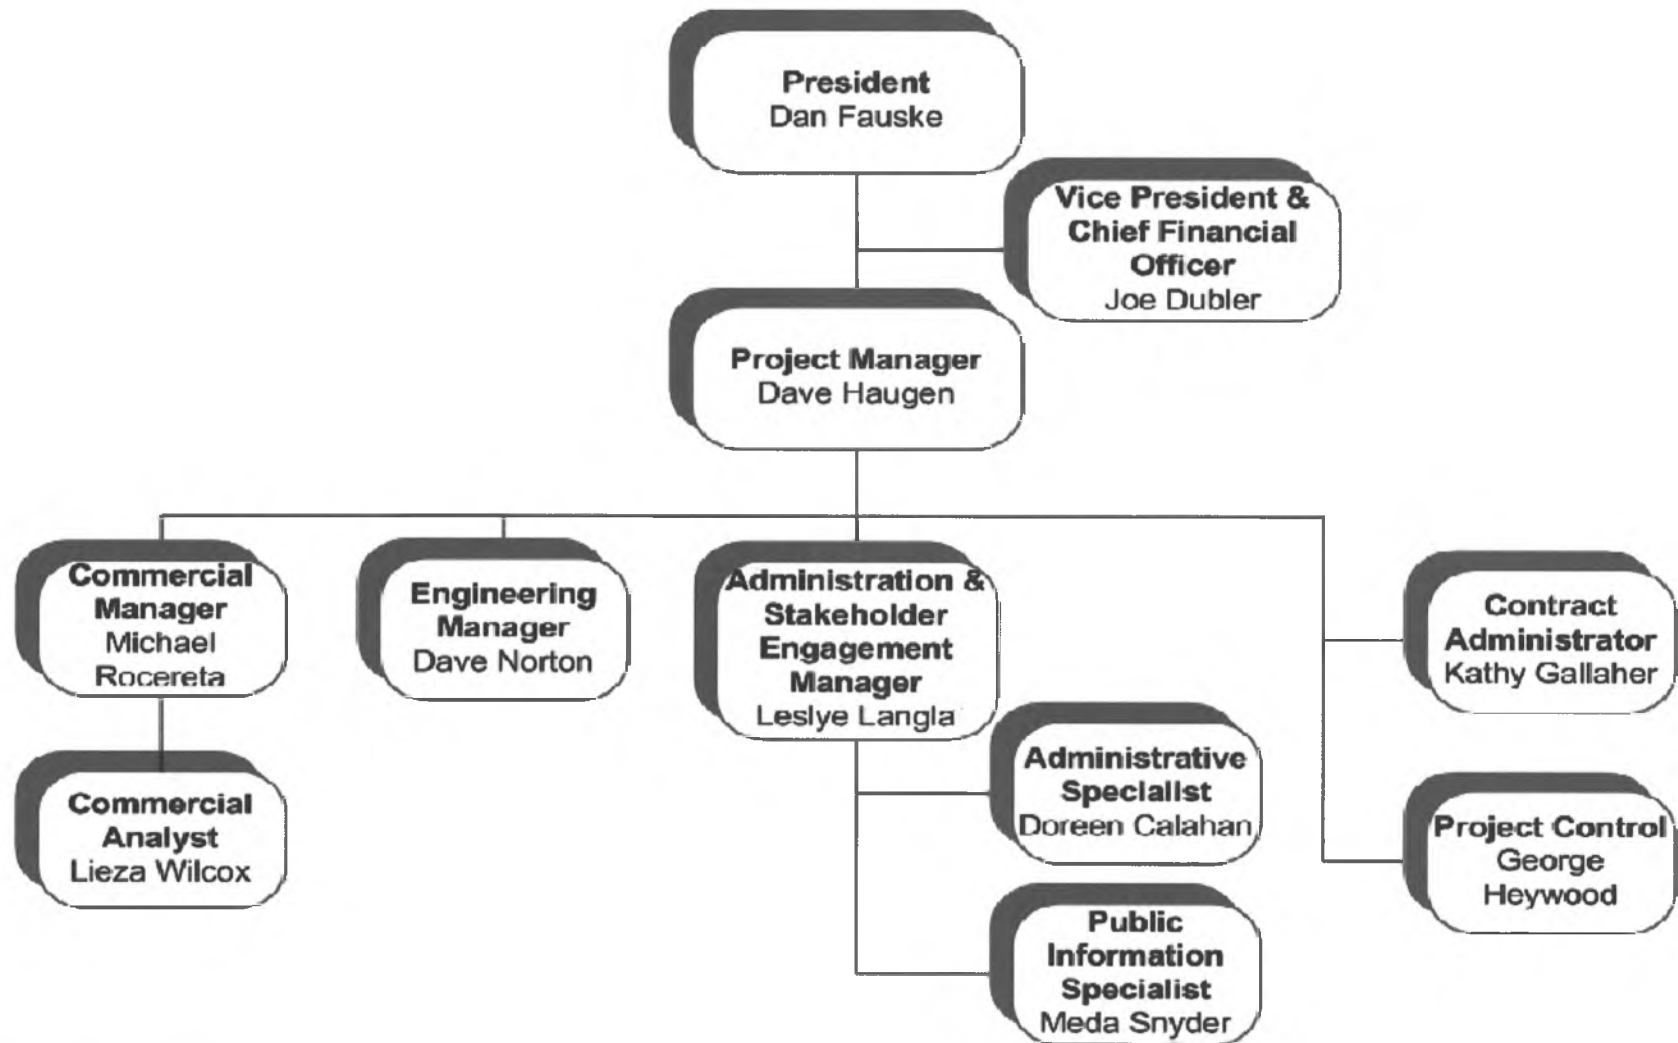 President
Dan Fauske
Vice President &
Chief Financial
Officer
Joe Dubler
Project Manager
Dave Haugen
Commercial
Manager
Michael
Rocereta
Engineering
Manager
Dave Norton
Administration &
Stakeholder
Engagement
Manager
Leslye Langla
Contract
Administrator
Kathy Gallaher
Commercial
Analyst
Lieza Wilcox
Administrative
Specialist
Doreen Calahan
Project Control
George
Heywood
Public
Information
Specialist
Meda Snyder